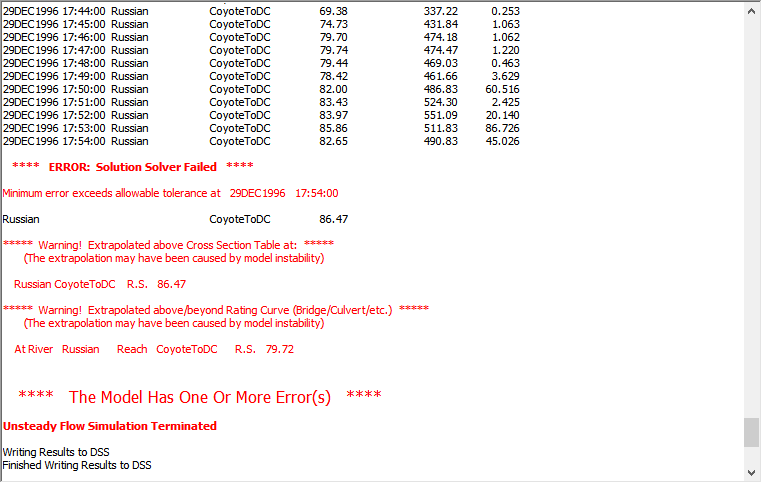 29DEC1996 17:44:00 Russian CoyoteToDC 69.38 337.22 0.253
29DEC1996 17:45:00 Russian CoyoteToDC 74.73 431.84 1.063
29DEC1996 17:46:00 Russian CoyoteToDC 79.70 474.18 1.062
29DEC1996 17:47:00 Russian CoyoteToDC 79.74 474.47 1.220
29DEC1996 17:48:00 Russian CoyoteToDC 79.44 469.03 0.463
29DEC1996 17:49:00 Russian CoyoteToDC 78.42 461.66 3.629
29DEC1996 17:50:00 Russian CoyoteToDC 82.00 486.83 60.516
29DEC1996 17:51:00 Russian CoyoteToDC 83.43 524.30 2.425
29DEC1996 17:52:00 Russian CoyoteToDC 83.97 551.09 20.140
29DEC1996 17:53:00 Russian CoyoteToDC 85.86 511.83 86.726
29DEC1996 17:54:00 Russian CoyoteToDC 82.65 490.83 45.026
**** ERROR: Solution Solver Failed ****
Minimum error exceeds allowable tolerance at 29DEC1996 17:54:00
Russian CoyoteToDC 86.47
***** Warning! Extrapolated above Cross Section Table at: *****
(The extrapolation may have been caused by model instability)
Russian CoyoteToDC R.S. 86.47
***** Warning! Extrapolated above/beyond Rating Curve (Bridge/Culvert/etc.) *****
(The extrapolation may have been caused by model instability)
At River Russian Reach CoyoteToDC R.S. 79.72
**** The Model Has One Or More Error(s) ****
Unsteady Flow Simulation Terminated
Writing Results to DSS
Finished Writing Results to DSS